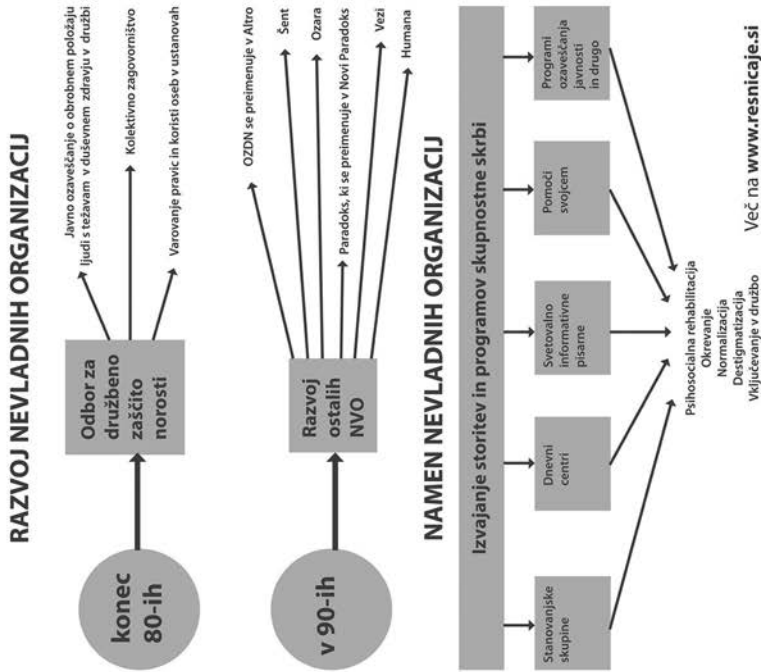 RAZVOJ NEVLADNIH ORGANIZACIJ
konec
80-ih
Odbor za
družbeno
zaščito
norosti
Javno ozaveščanje o obrobnem položaju
ljudi s težavam v duševnem zdravju v družbi
Kolektivno zagovorništvo
Varovanje pravic in koristi oseb v ustanovah
v 90-ih
Razvoj
ostalih
NVO
OZDN se preimenuje v Altro
Šent
Ozara
Paradoks, ki se preimenuje v Novi Paradoks
Vezi
Humana
NAMEN NEVLADNIH ORGANIZACIJ
Izvajanje storitev in programov skupnostne skrbi
Stanovanjske
skupine
Dnevni
centri
Svetovalno
informativne
pisarne
Pomoči
svojcem
Programi
ozaveščanja
javnosti
in drugo
Psihosocialna rehabilitacija
Okrevanje
Normalizacija
Destigmatizacija
Vključevanje v družbo
Več na www.resnicaje.si